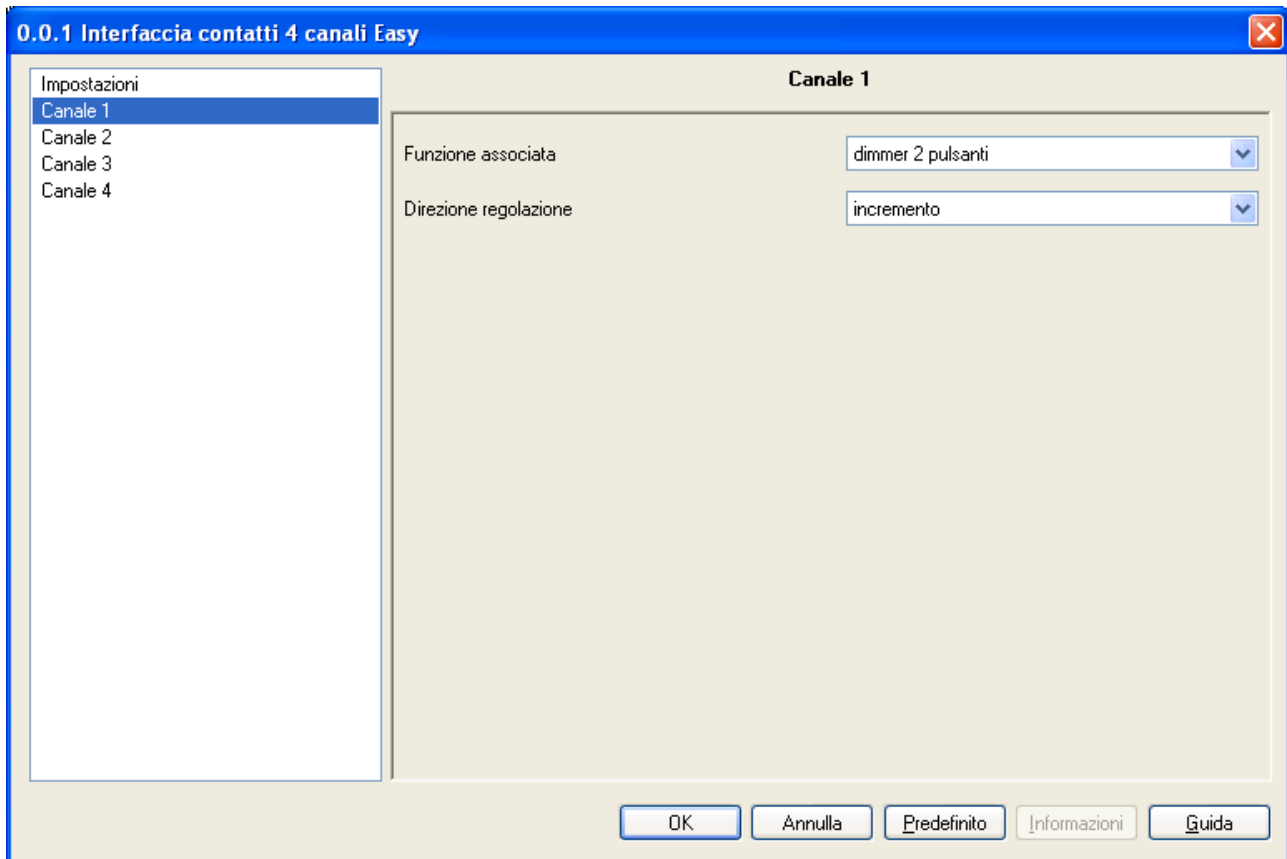 0.0.1 Interfaccia contatti 4 canali Easy
Impostazioni
Canale 1
Canale 2
Canale 3
Canale 4
Canale 1
Funzione associata
dimmer 2 pulsanti
Direzione regolazione
incremento
OK
Annulla
Predefinito
Informazioni
Guida